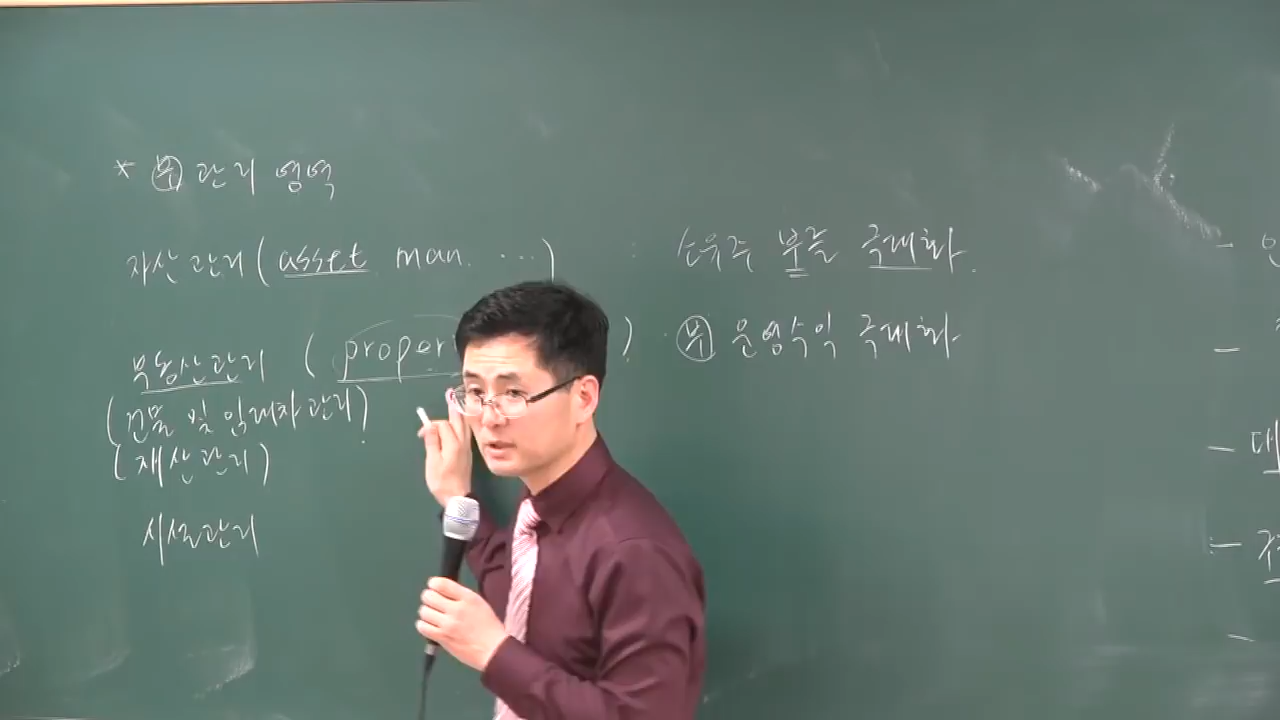 * 부 관리 영역
자산관리 (asset man. ...) : 소유주 부를 극대화.
부동산관리 (proper ) . 부 운영수익 극대화
(건물 및 임대차 관리)
(재산관리)
시설관리